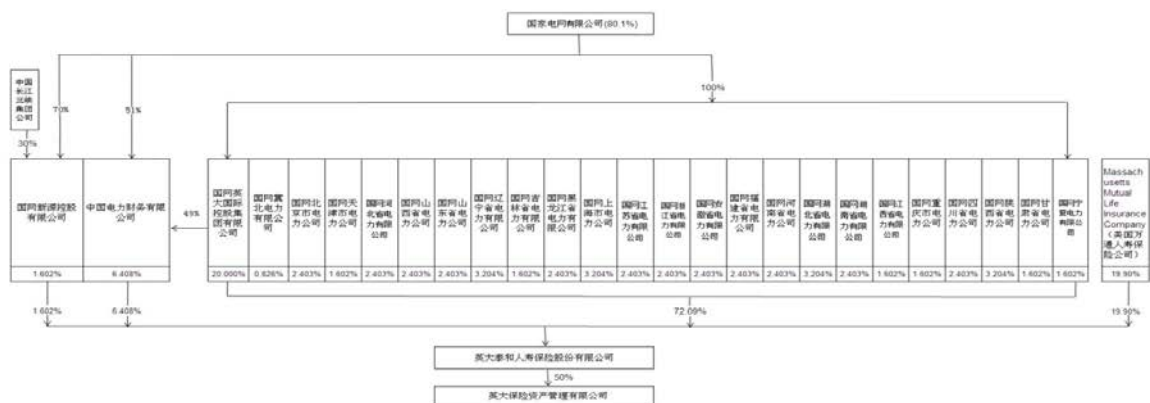 国家电网有限公司(80.1%)
中国
长江
三峡
集团
公司
70%
51%
100%
30%
国网新源控股
有限公司
1.602%
中国电力财务有限公
司
6.408%
49%
国网英
大国际
控股集
团有限
公司
20.000%
国网冀
北电力
有限公
司
0.826%
国网北
京市电
力公司
2.403%
国网天
津市电
力公司
1.602%
国网河
北省电
力有限
公司
2.403%
国网山
西省电
力公司
2.403%
国网山
东省电
力公司
2.403%
国网辽
宁省电
力有限
公司
3.204%
国网吉
林省电
力有限
公司
1.602%
国网黑
龙江省
电力有
限公司
2.403%
国网上
海市电
力公司
3.204%
国网江
苏省电
力有限
公司
2.403%
国网浙
江省电
力有限
公司
2.403%
国网安
徽省电
力有限
公司
2.403%
国网福
建省电
力有限
公司
2.403%
国网河
南省电
力公司
2.403%
国网湖
北省电
力有限
公司
3.204%
国网湖
南省电
力有限
公司
2.403%
国网江
西省电
力有限
公司
1.602%
国网重
庆市电
力公司
1.602%
国网四
川省电
力公司
2.403%
国网陕
西省电
力公司
3.204%
国网甘
肃省电
力公司
1.602%
国网宁
夏电力
有限公
司
1.602%
Massach
usetts
Mutual
Life
Insurance
Company
（美国万
通人寿保
险公司）
19.90%
1.602%
6.408%
72.09%
19.90%
英大泰和人寿保险股份有限公司
50%
英大保险资产管理有限公司